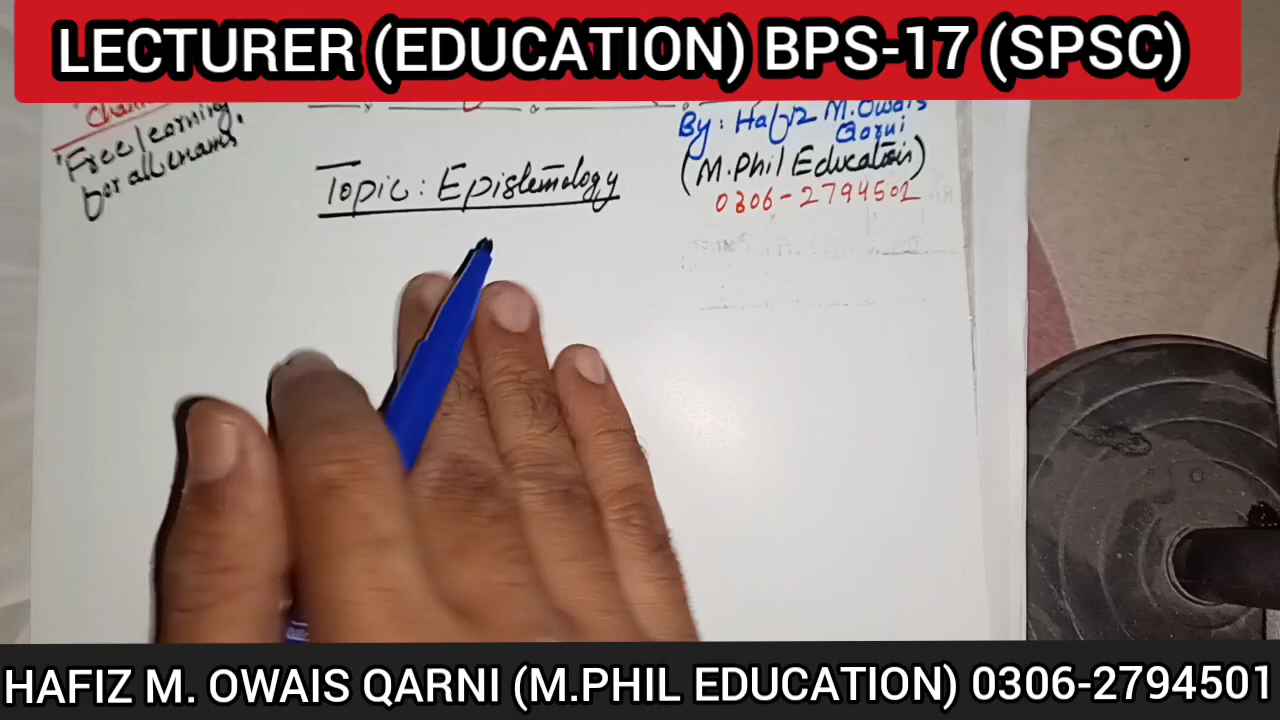 LECTURER (EDUCATION) BPS-17 (SPSC)
'Free learning
for all exams.
By: Hafiz M. Owais
Qarni
(M.Phil Education)
0306-2794501
Topic: Epistemology
HAFIZ M. OWAIS QARNI (M.PHIL EDUCATION) 0306-2794501